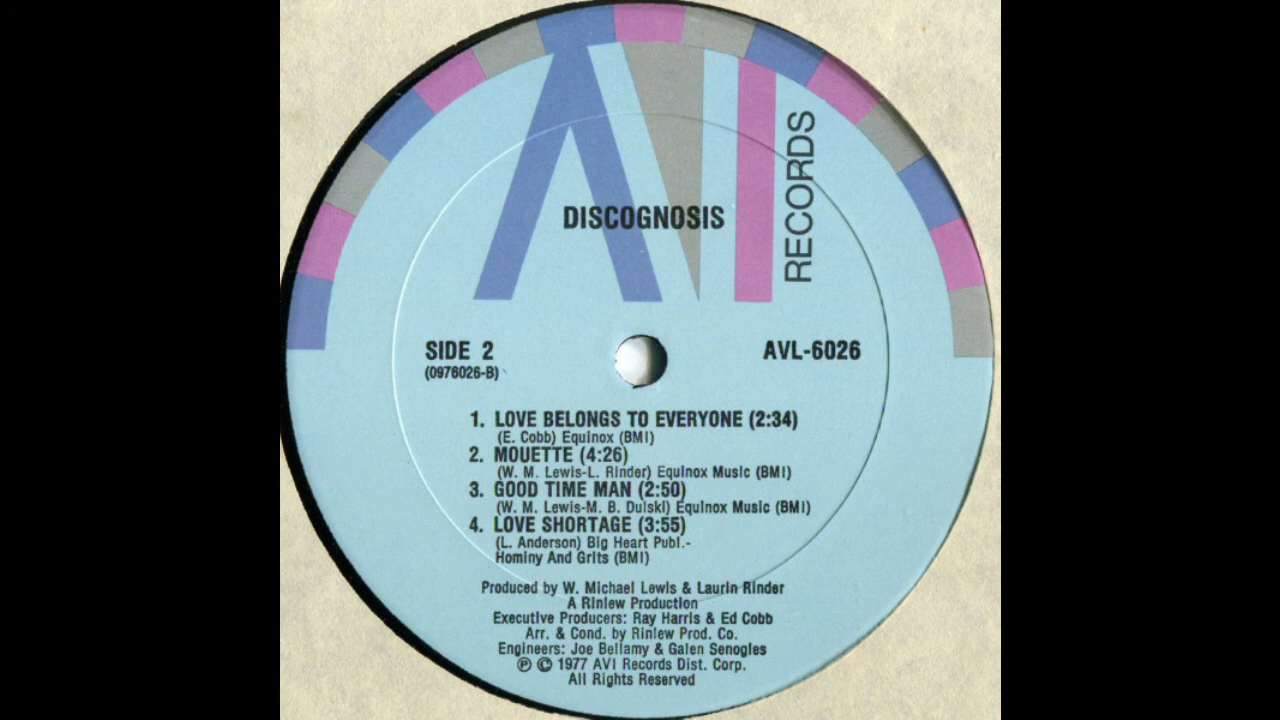 AVI
RECORDS
DISCOGNOSIS
SIDE 2
(0976026-B)
AVL-6026
1. LOVE BELONGS TO EVERYONE (2:34)
(E. Cobb) Equinox (BMI)
2. MOUETTE (4:26)
(W. M. Lewis-L. Rinder) Equinox Music (BMI)
3. GOOD TIME MAN (2:50)
(W. M. Lewis-M. B. Dulski) Equinox Music (BMI)
4. LOVE SHORTAGE (3:55)
(L. Anderson) Big Heart Publ.-
Hominy And Grits (BMI)
Produced by W. Michael Lewis & Laurin Rinder
A Rinlew Production
Executive Producers: Ray Harris & Ed Cobb
Arr. & Cond. by Rinlew Prod. Co.
Engineers: Joe Bellamy & Galen Senogles
℗ © 1977 AVI Records Dist. Corp.
All Rights Reserved